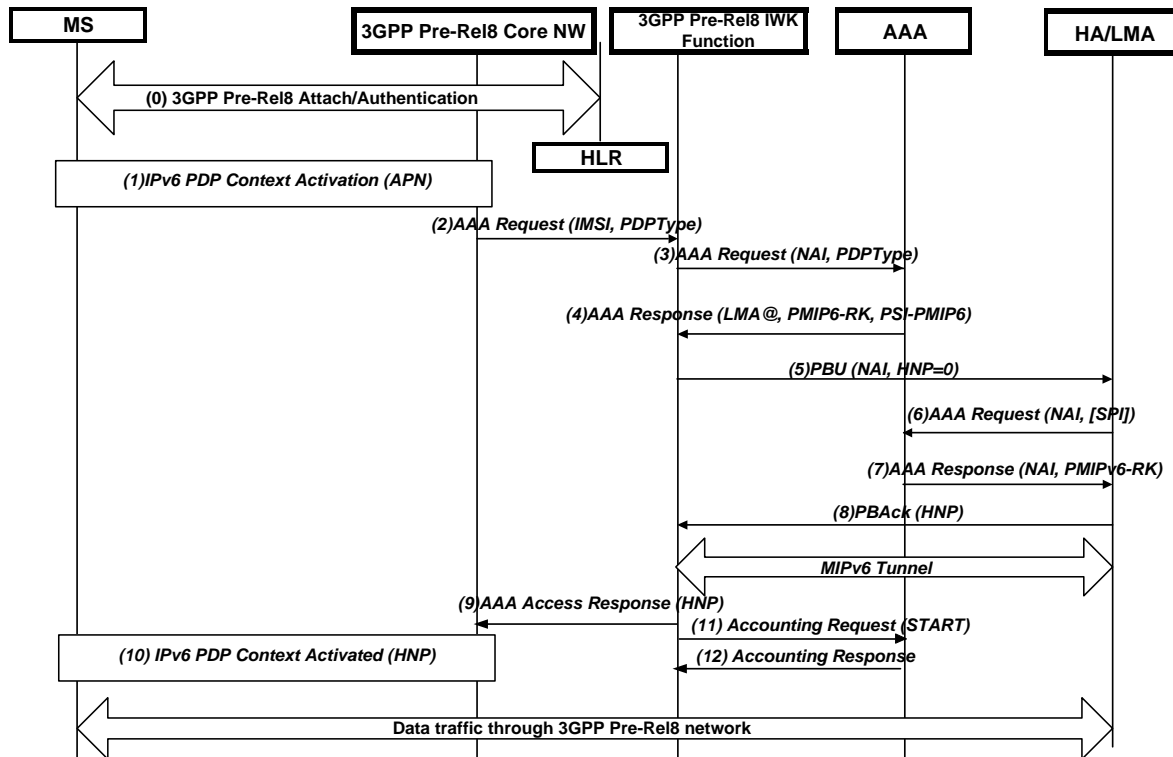 MS
3GPP Pre-Rel8 Core NW
3GPP Pre-Rel8 IWK
Function
AAA
HA/LMA
(0) 3GPP Pre-Rel8 Attach/Authentication
HLR
(1)IPv6 PDP Context Activation (APN)
(2)AAA Request (IMSI, PDPType)
(3)AAA Request (NAI, PDPType)
(4)AAA Response (LMA@, PMIP6-RK, PSI-PMIP6)
(5)PBU (NAI, HNP=0)
(6)AAA Request (NAI, [SPI])
(7)AAA Response (NAI, PMIPv6-RK)
(8)PBAck (HNP)
MIPv6 Tunnel
(9)AAA Access Response (HNP)
(11) Accounting Request (START)
(10) IPv6 PDP Context Activated (HNP)
(12) Accounting Response
Data traffic through 3GPP Pre-Rel8 network